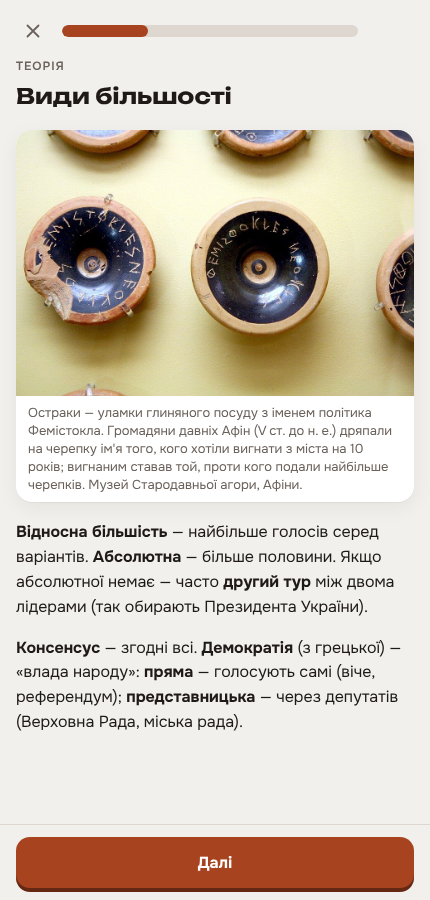 ТЕОРІЯ
Види більшості
ΘΕΜΙΣΘΟΚLΕS ΝΕΟΚL
Остраки — уламки глиняного посуду з іменем політика
Фемістокла. Громадяни давніх Афін (V ст. до н. е.) дряпали
на черепку ім'я того, кого хотіли вигнати з міста на 10
років; вигнаним ставав той, проти кого подали найбільше
черепків. Музей Стародавньої агори, Афіни.
Відносна більшість — найбільше голосів серед
варіантів. Абсолютна — більше половини. Якщо
абсолютної немає — часто другий тур між двома
лідерами (так обирають Президента України).
Консенсус — згодні всі. Демократія (з грецької) —
«влада народу»: пряма — голосують самі (віче,
референдум); представницька — через депутатів
(Верховна Рада, міська рада).
Далі